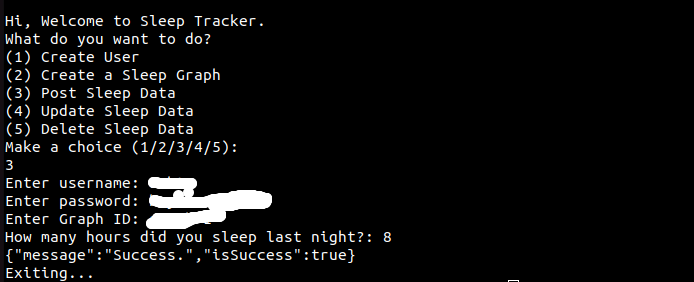 Hi, Welcome to Sleep Tracker.
What do you want to do?
(1) Create User
(2) Create a Sleep Graph
(3) Post Sleep Data
(4) Update Sleep Data
(5) Delete Sleep Data
Make a choice (1/2/3/4/5):
3
Enter username:
Enter password:
Enter Graph ID:
How many hours did you sleep last night?: 8
{"message":"Success.","isSuccess":true}
Exiting...